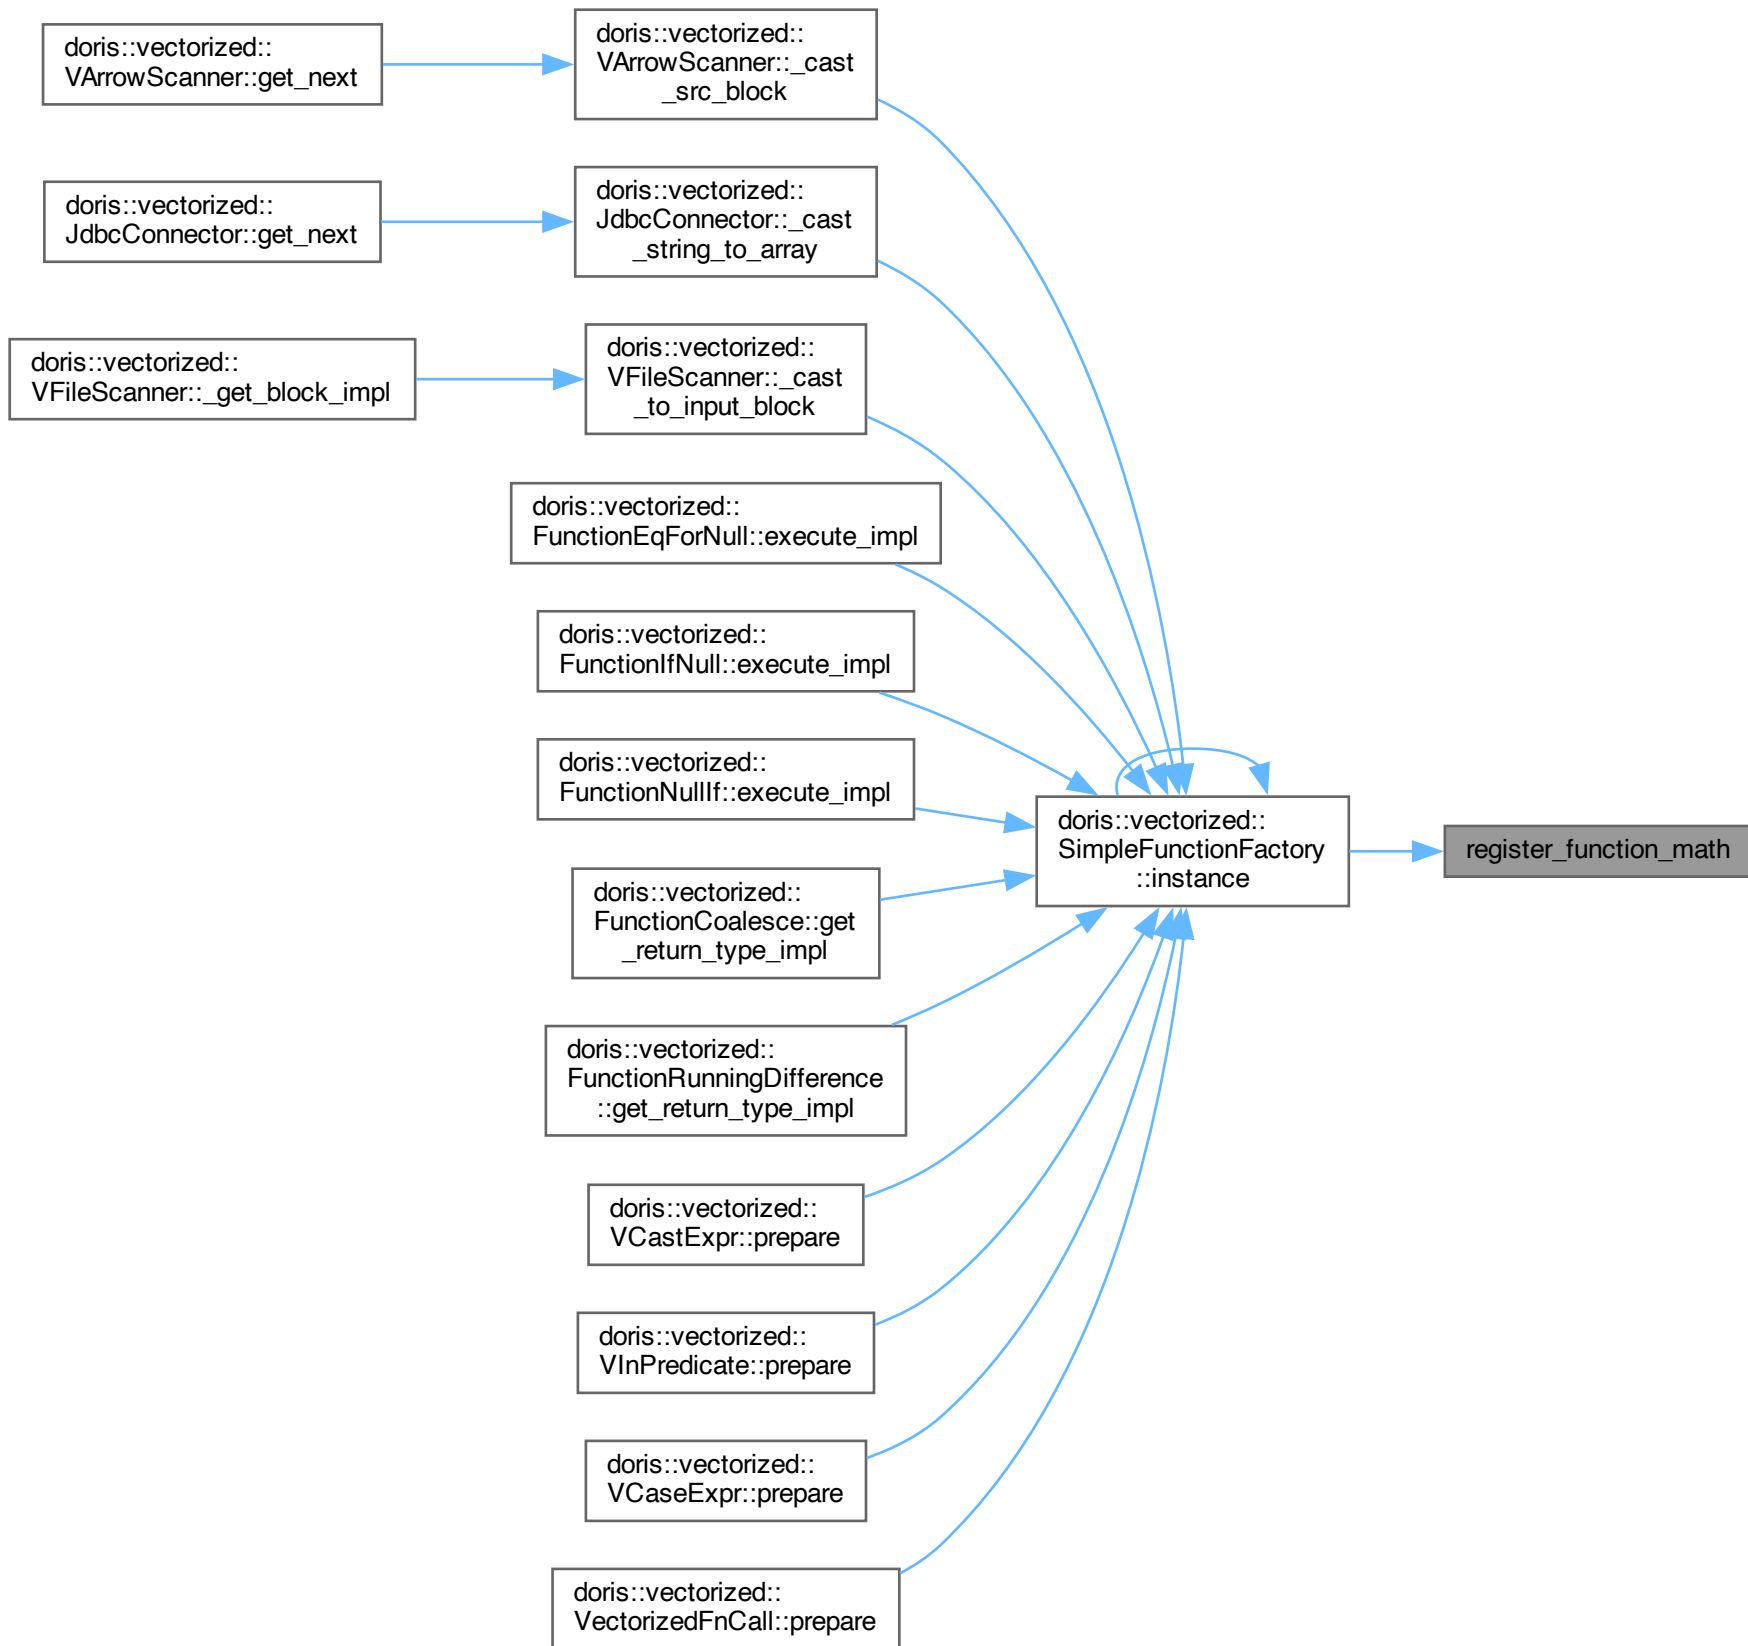 doris::vectorized::
VArrowScanner::get_next
doris::vectorized::
VArrowScanner::_cast
_src_block
doris::vectorized::
JdbcConnector::get_next
doris::vectorized::
JdbcConnector::_cast
_string_to_array
doris::vectorized::
VFileScanner::_get_block_impl
doris::vectorized::
VFileScanner::_cast
_to_input_block
doris::vectorized::
FunctionEqForNull::execute_impl
doris::vectorized::
FunctionIfNull::execute_impl
doris::vectorized::
FunctionNullIf::execute_impl
doris::vectorized::
SimpleFunctionFactory
::instance
register_function_math
doris::vectorized::
FunctionCoalesce::get
_return_type_impl
doris::vectorized::
FunctionRunningDifference
::get_return_type_impl
doris::vectorized::
VCastExpr::prepare
doris::vectorized::
VInPredicate::prepare
doris::vectorized::
VCaseExpr::prepare
doris::vectorized::
VectorizedFnCall::prepare